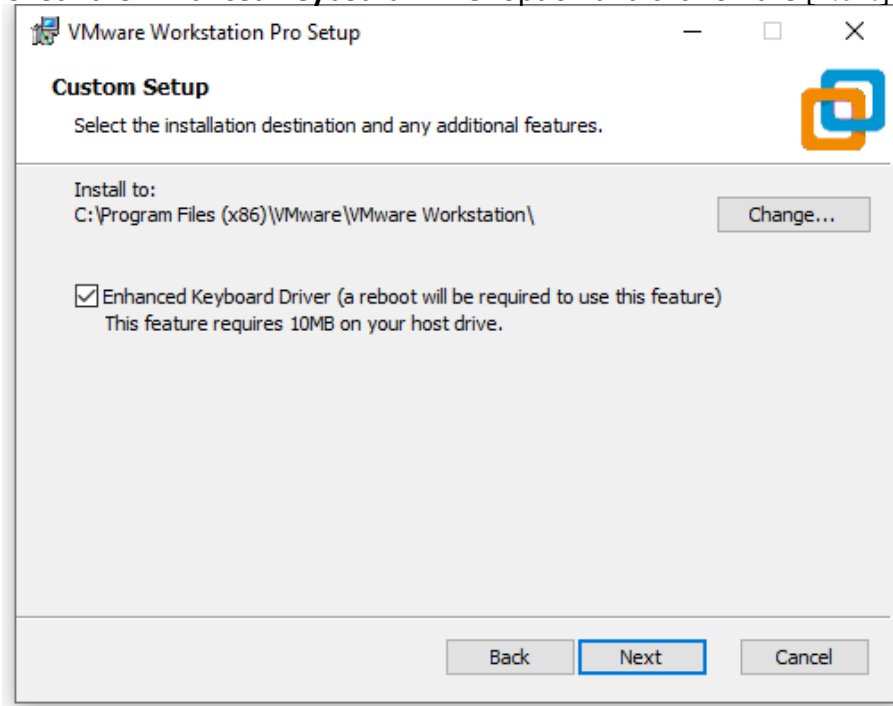 VMware Workstation Pro Setup
Custom Setup
Select the installation destination and any additional features.
Install to:
C:\Program Files (x86)\VMware\VMware Workstation\
Change...
Enhanced Keyboard Driver (a reboot will be required to use this feature)
This feature requires 10MB on your host drive.
Back Next Cancel